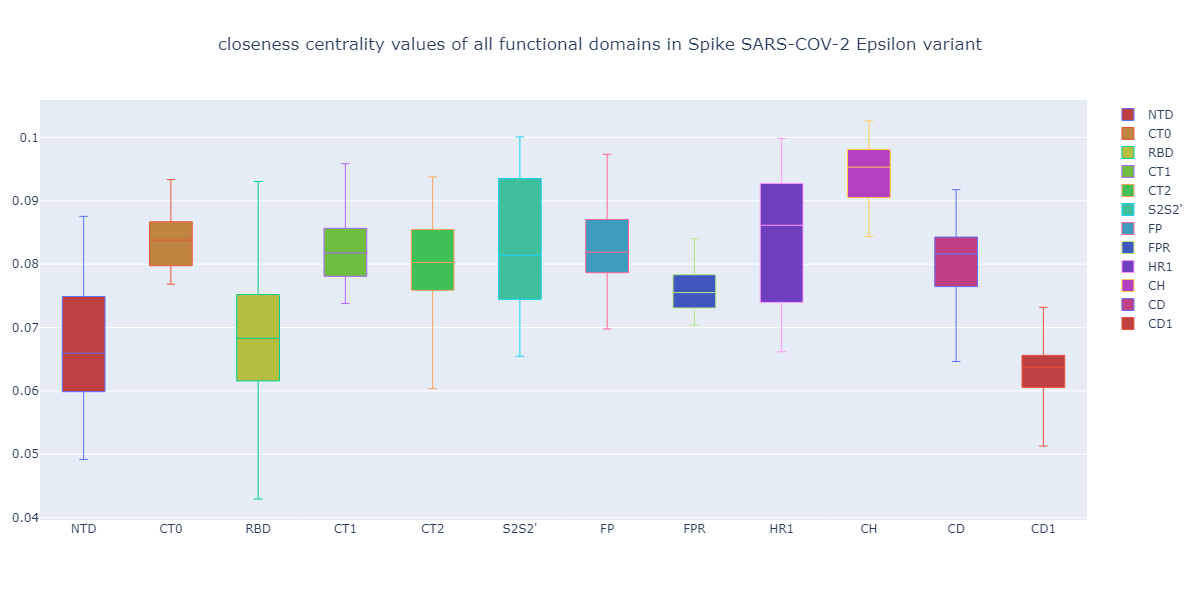 closeness centrality values of all functional domains in Spike SARS-COV-2 Epsilon variant
0.1
0.09
0.08
0.07
0.06
0.05
0.04
NTD CT0 RBD CT1 CT2 S2S2' FP FPR HR1 CH CD CD1
NTD
CT0
RBD
CT1
CT2
S2S2'
FP
FPR
HR1
CH
CD
CD1